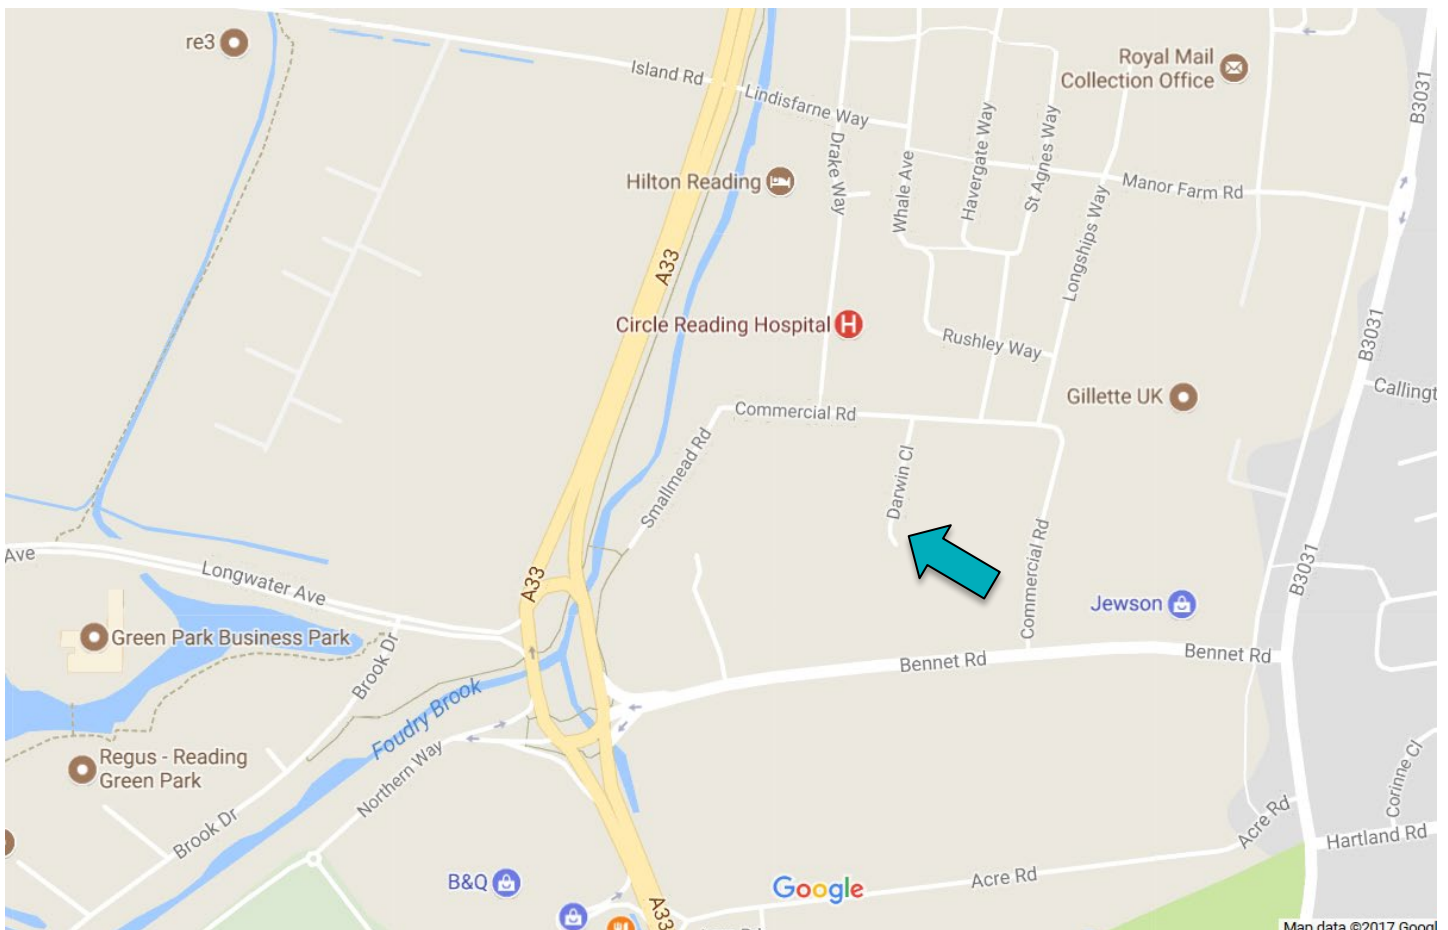 re3
Royal Mail
Collection Office
B3031
Island Rd
Lindisfarne Way
Drake Way
Whale Ave
Havergate Way
St Agnes Way
Longships Way
Manor Farm Rd
Hilton Reading
A33
Circle Reading Hospital
H
Rushley Way
B3031
Gillette UK
Callingt
Commercial Rd
Smallmead Rd
Darwin Cl
Ave
Longwater Ave
A33
Commercial Rd
B3031
Jewson
Green Park Business Park
Brook Dr
Bennet Rd
Bennet Rd
Foudry Brook
Northern Way
Regus - Reading
Green Park
Corinne Cl
Brook Dr
Acre Rd
Hartland Rd
B&Q
Google
Acre Rd
A33
Map data ©2017 Googl